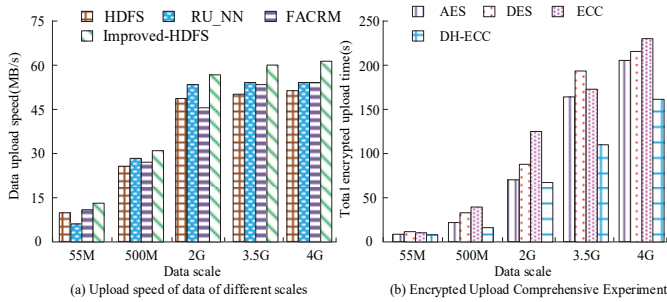 HDFS RU_NN FACRM
Improved-HDFS
Data upload speed(MB/s)
75
60
45
30
15
0
55M 500M 2G 3.5G 4G
Data scale
(a) Upload speed of data of different scales
AES DES ECC
DH-ECC
Total encrypted upload time(s)
250
200
150
100
50
0
55M 500M 2G 3.5G 4G
Data scale
(b) Encrypted Upload Comprehensive Experiment